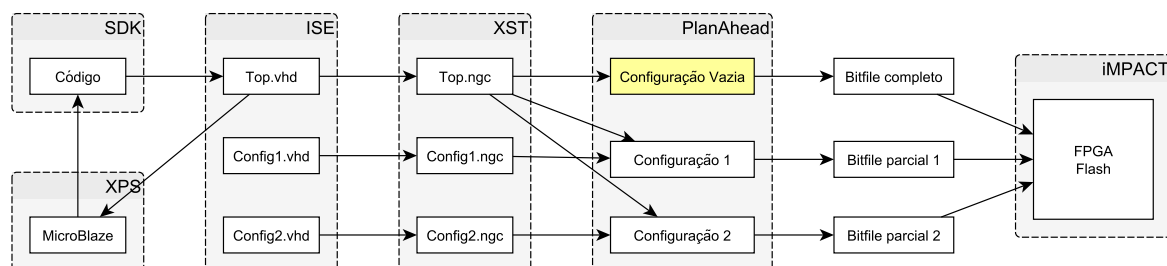 SDK
ISE
XST
PlanAhead
iMPACT
Código
Top.vhd
Top.ngc
Configuração Vazia
Bitfile completo
Config1.vhd
Config1.ngc
Configuração 1
Bitfile parcial 1
FPGA
Flash
XPS
MicroBlaze
Config2.vhd
Config2.ngc
Configuração 2
Bitfile parcial 2